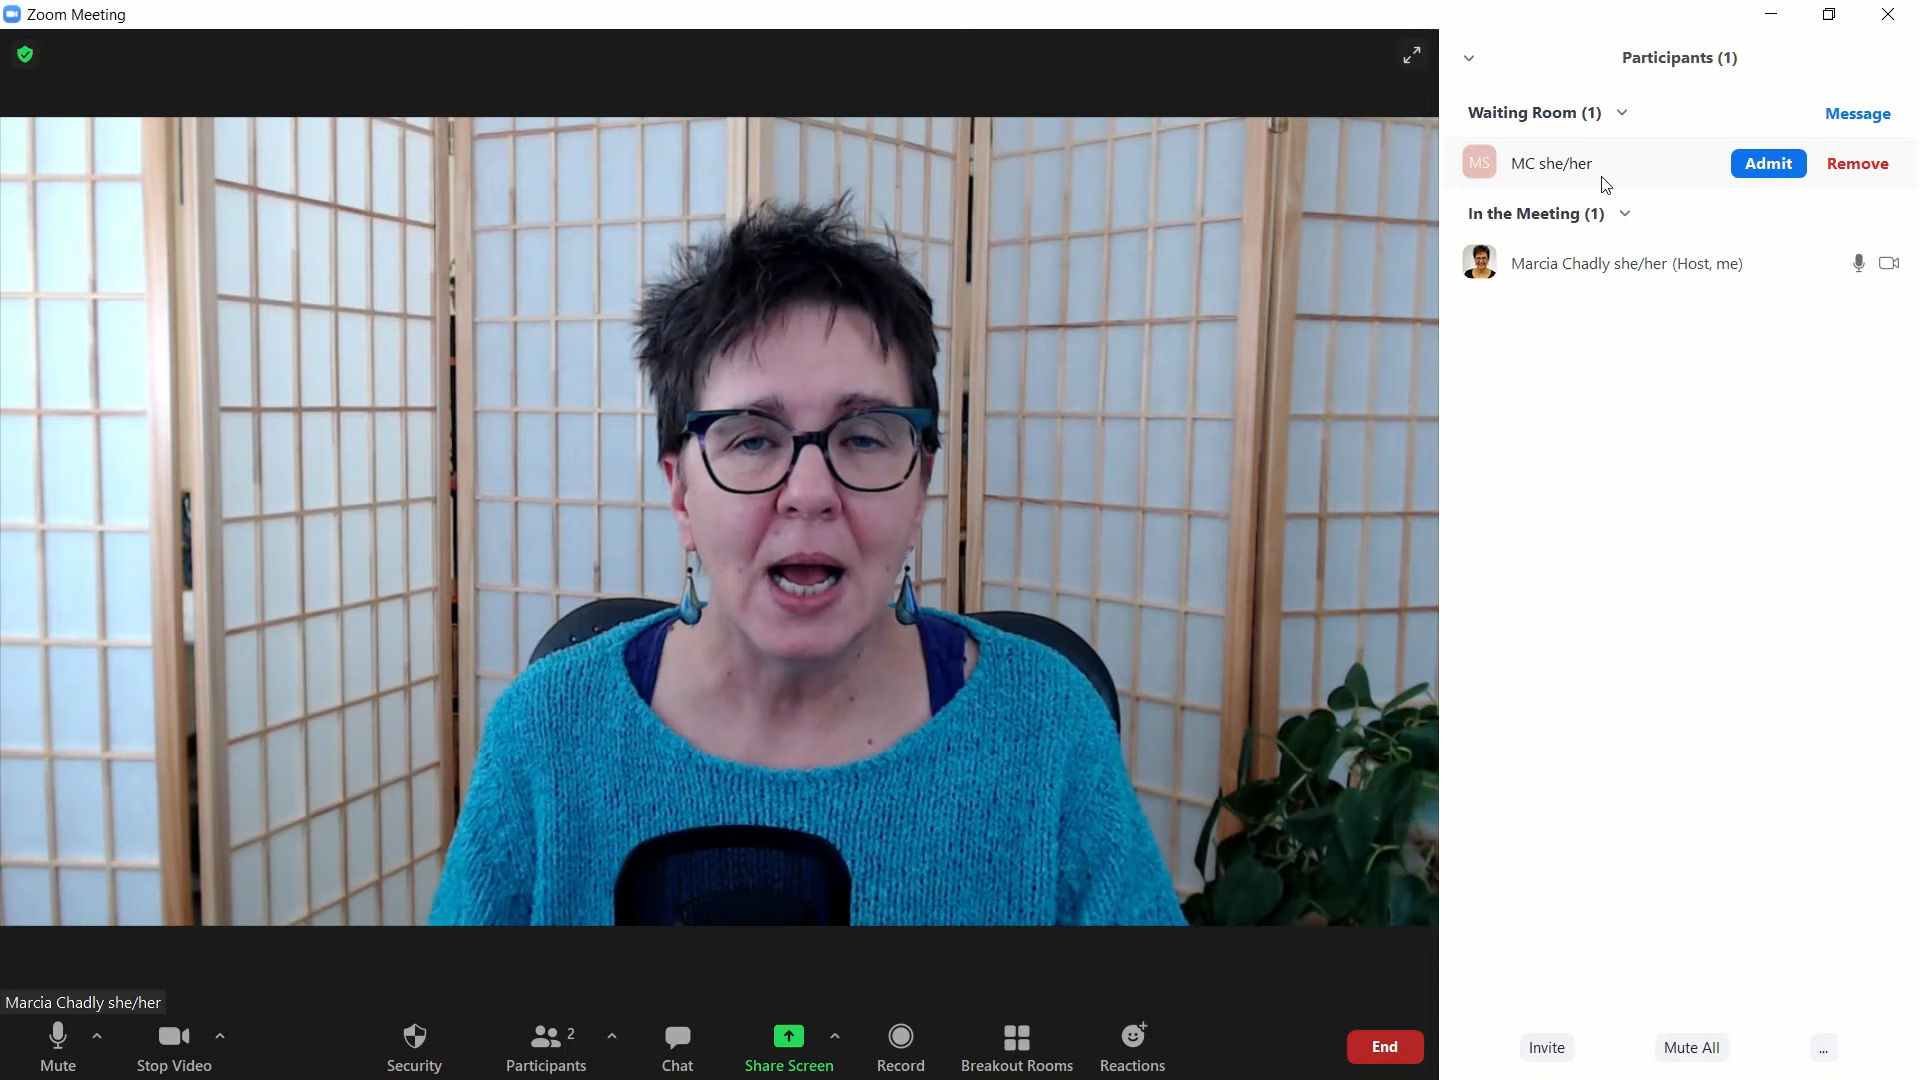 Zoom Meeting
Participants (1)
Waiting Room (1)
Message
MS
MC she/her
Admit
Remove
In the Meeting (1)
Marcia Chadly she/her (Host, me)
Marcia Chadly she/her
2
Mute
Stop Video
Security
Participants
Chat
Share Screen
Record
Breakout Rooms
Reactions
End
Invite
Mute All
...